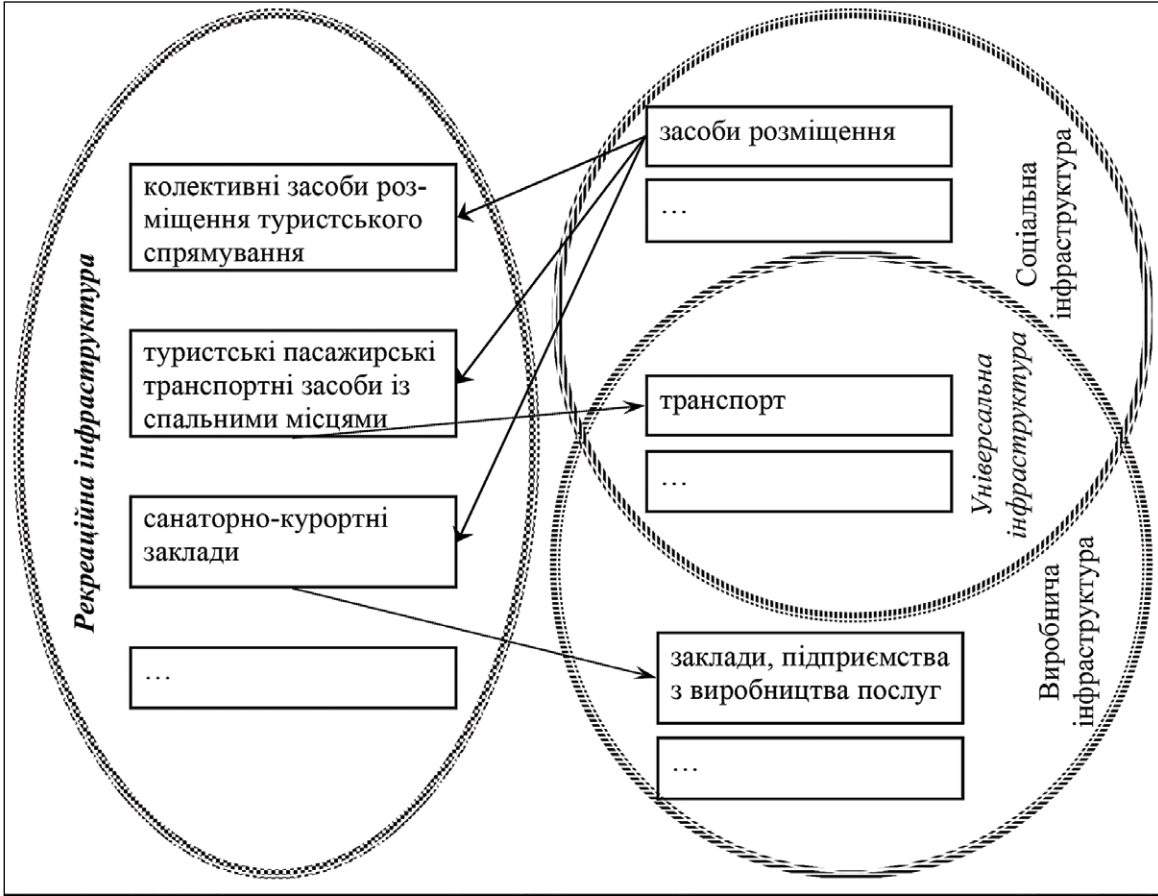 Рекреаційна інфраструктура
колективні засоби роз-
міщення туристського
спрямування
туристські пасажирські
транспортні засоби із
спальними місцями
санаторно-курортні
заклади
…
засоби розміщення
…
Соціальна
інфраструктура
транспорт
…
Універсальна
інфраструктура
заклади, підприємства
з виробництва послуг
…
Виробнича
інфраструктура